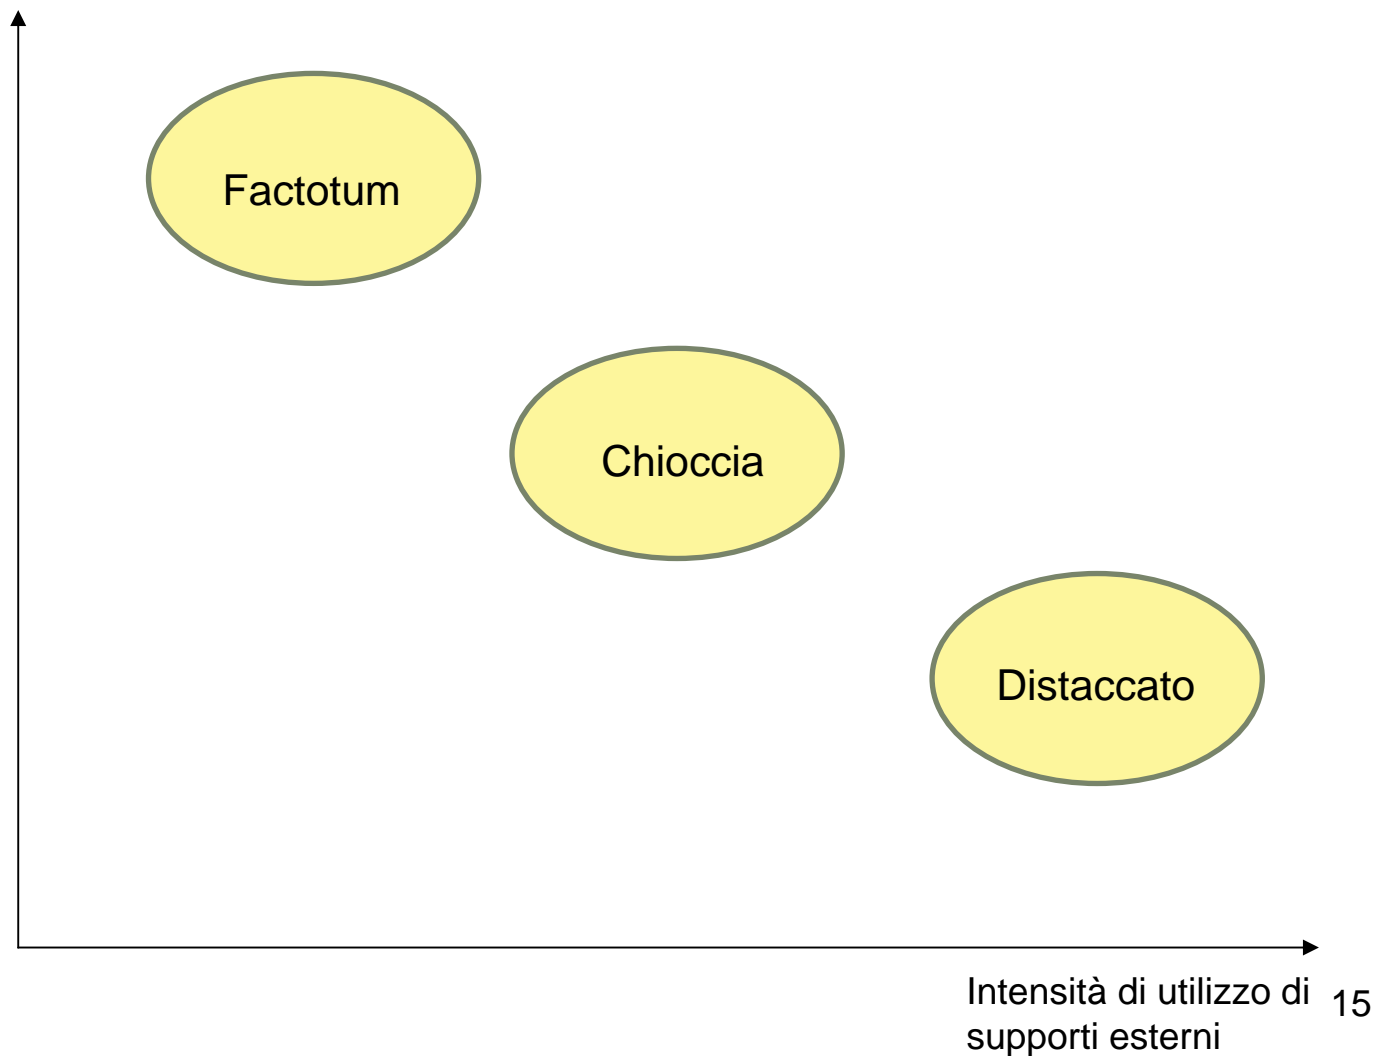 Factotum
Chioccia
Distaccato
Intensità di utilizzo di
supporti esterni
15